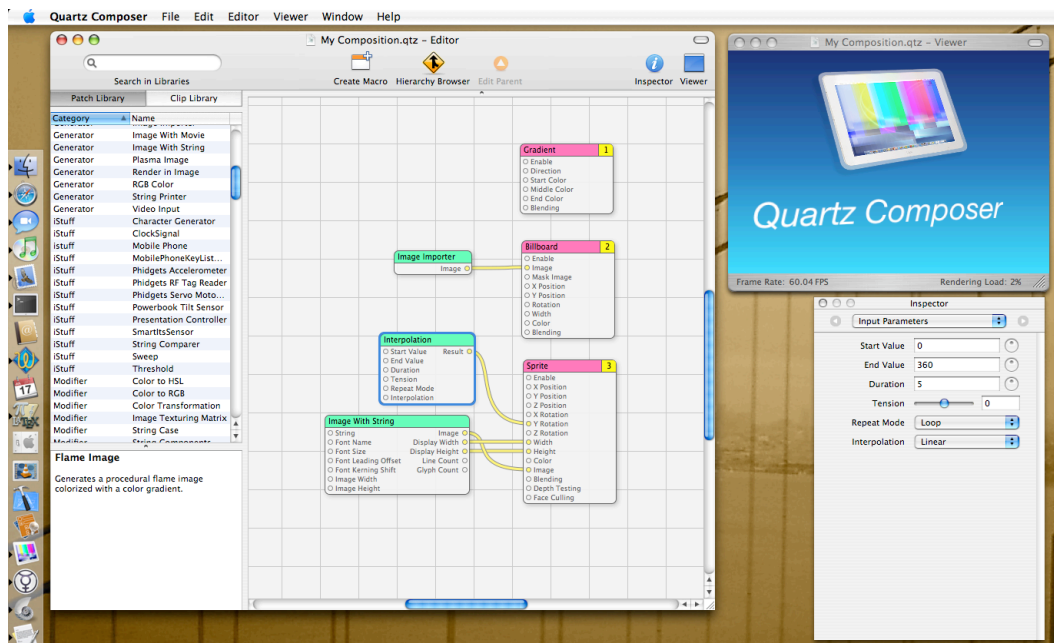 Quartz Composer File Edit Editor Viewer Window Help
My Composition.qtz – Editor
Search in Libraries
Create Macro Hierarchy Browser Edit Parent Inspector Viewer
Patch Library Clip Library
Category Name
Generator Image Importer
Generator Image With Movie
Generator Image With String
Generator Plasma Image
Generator Render in Image
Generator RGB Color
Generator String Printer
Generator Video Input
iStuff Character Generator
iStuff ClockSignal
istuff Mobile Phone
iStuff MobilePhoneKeyList...
iStuff Phidgets Accelerometer
iStuff Phidgets RF Tag Reader
iStuff Phidgets Servo Moto...
iStuff Powerbook Tilt Sensor
iStuff Presentation Controller
iStuff SmartItsSensor
iStuff String Comparer
iStuff Sweep
iStuff Threshold
Modifier Color to HSL
Modifier Color to RGB
Modifier Color Transformation
Modifier Image Texturing Matrix
Modifier String Case
Modifier String Components
Flame Image
Generates a procedural flame image
colorized with a color gradient.
Gradient 1
Enable
Direction
Start Color
Middle Color
End Color
Blending
Image Importer
Image
Billboard 2
Enable
Image
Mask Image
X Position
Y Position
Rotation
Width
Color
Blending
Interpolation
Start Value Result
End Value
Duration
Tension
Repeat Mode
Interpolation
Image With String
String Image
Font Name Display Width
Font Size Display Height
Font Leading Offset Line Count
Font Kerning Shift Glyph Count
Image Width
Image Height
Sprite 3
Enable
X Position
Y Position
Z Position
X Rotation
Y Rotation
Z Rotation
Width
Height
Color
Image
Blending
Depth Testing
Face Culling
My Composition.qtz – Viewer
Quartz Composer
Frame Rate: 60.04 FPS Rendering Load: 2%
Inspector
Input Parameters
Start Value 0
End Value 360
Duration 5
Tension 0
Repeat Mode Loop
Interpolation Linear
17